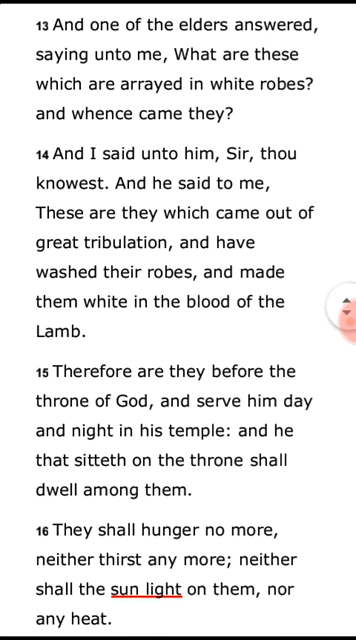 13 And one of the elders answered,
saying unto me, What are these
which are arrayed in white robes?
and whence came they?
14 And I said unto him, Sir, thou
knowest. And he said to me,
These are they which came out of
great tribulation, and have
washed their robes, and made
them white in the blood of the
Lamb.
15 Therefore are they before the
throne of God, and serve him day
and night in his temple: and he
that sitteth on the throne shall
dwell among them.
16 They shall hunger no more,
neither thirst any more; neither
shall the sun light on them, nor
any heat.